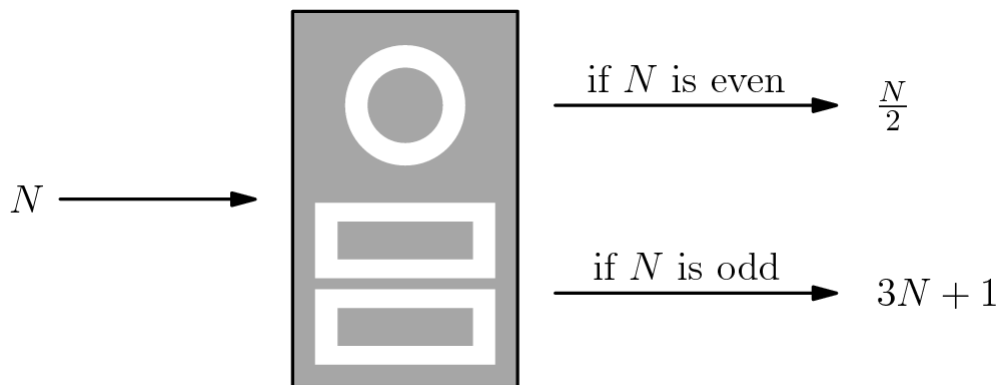 if N is even
N/2
N
if N is odd
3N + 1